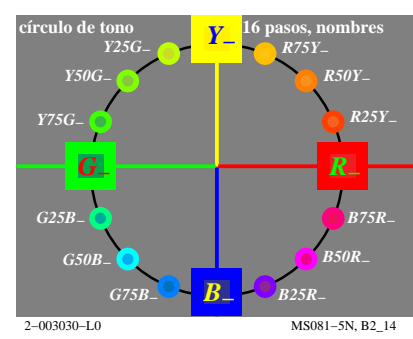 círculo de tono
Y_
16 pasos, nombres
Y25G_
R75Y_
Y50G_
R50Y_
Y75G_
R25Y_
G_
R_
G25B_
B75R_
G50B_
B50R_
G75B_
B_
B25R_
2−003030−L0
MS081−5N, B2_14